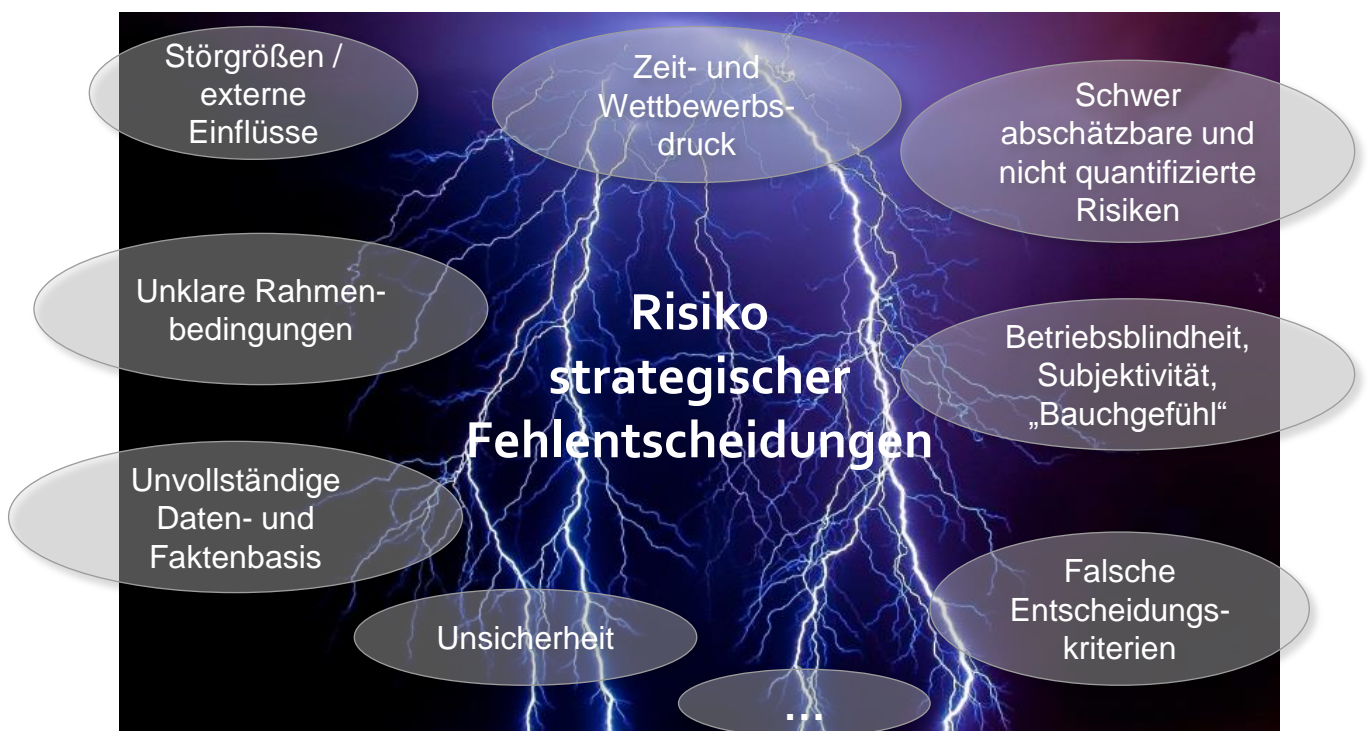 Störgrößen /
externe
Einflüsse
Zeit- und
Wettbewerbs-
druck
Schwer
abschätzbare und
nicht quantifizierte
Risiken
Unklare Rahmen-
bedingungen
Risiko
strategischer
Fehlentscheidungen
Betriebsblindheit,
Subjektivität,
„Bauchgefühl“
Unvollständige
Daten- und
Faktenbasis
Unsicherheit
Falsche
Entscheidungs-
kriterien
...